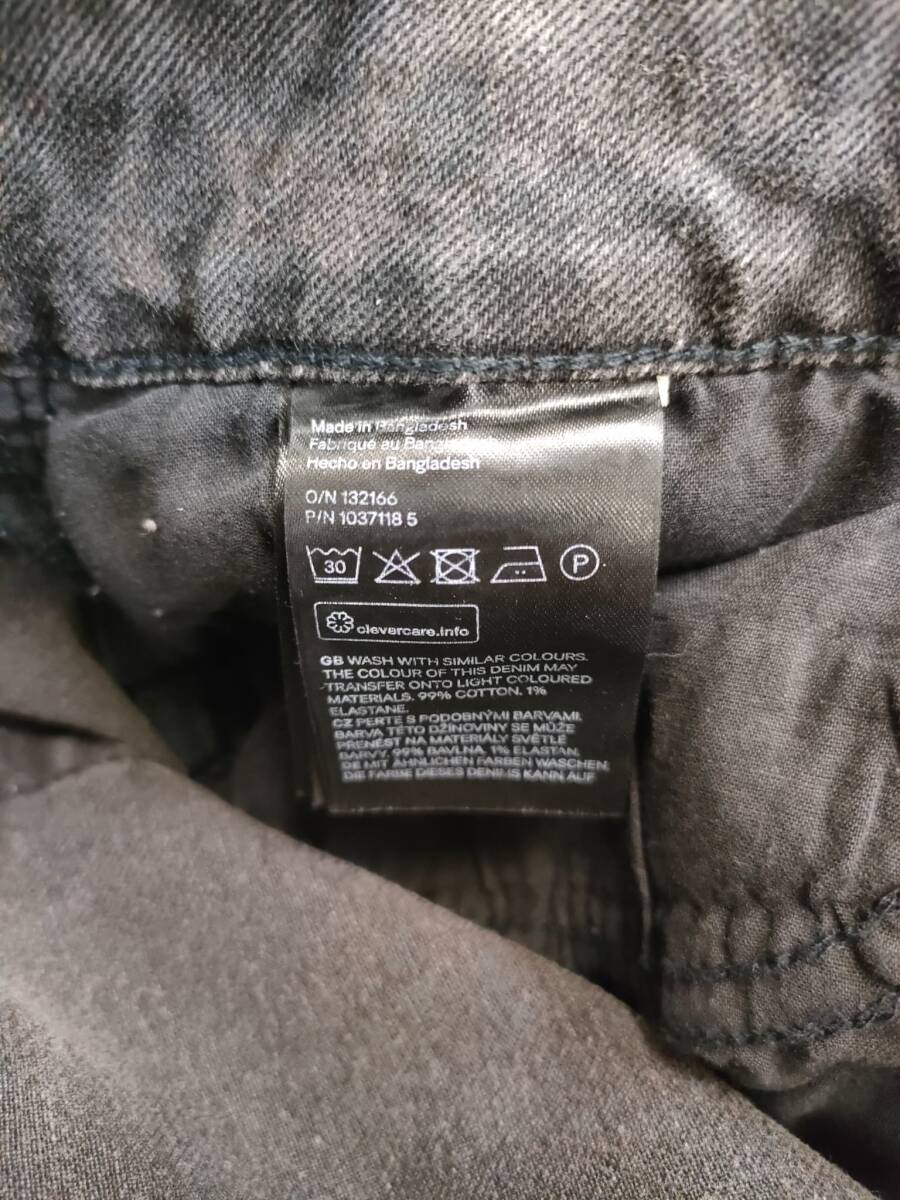 Made in Bangladesh
Fabriqué au
Hecho en Bangladesh
O/N 132166
P/N 1037118 5
30 P
clevercare.info
GB WASH WITH SIMILAR COLOURS.
THE COLOUR OF THIS DENIM MAY
TRANSFER ONTO LIGHT COLOURED
MATERIALS. 99% COTTON, 1%
ELASTANE.
CZ PERTE S PODOBNÝMI BARVAMI.
BARVA TÉTO DŽÍNOVINY SE MŮŽE
PŘENÉST NA MATERIÁLY SVĚTLÉ
BARVY. 99% BAVLNA, 1% ELASTAN.
DE MIT ÄHNLICHEN FARBEN WASCHEN.
DIE FARBE DIESES DENIMS KANN AUF